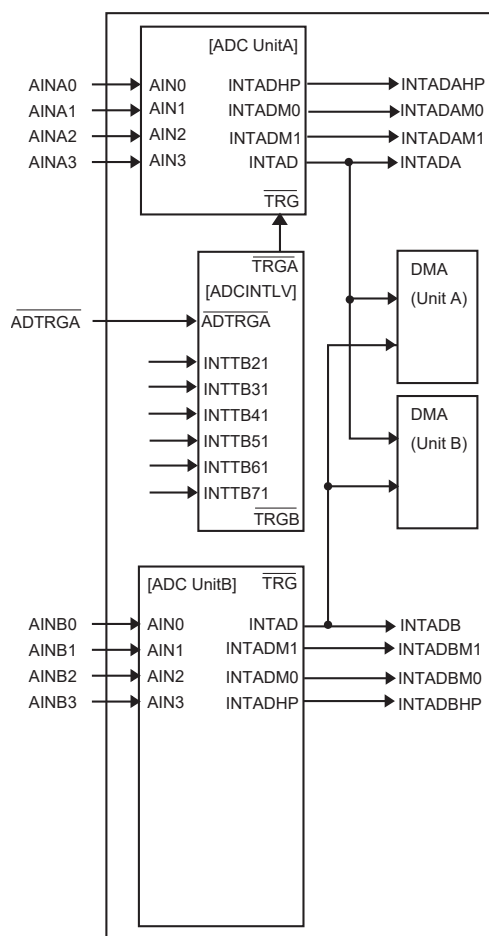 [ADC UnitA]
AINA0 AIN0 INTADHP INTADAHP
AINA1 AIN1 INTADM0 INTADAM0
AINA2 AIN2 INTADM1 INTADAM1
AINA3 AIN3 INTAD INTADA
TRG
TRGA
[ADCINTLV]
ADTRGA ADTRGA
INTTB21
INTTB31
INTTB41
INTTB51
INTTB61
INTTB71
TRGB
DMA
(Unit A)
DMA
(Unit B)
[ADC UnitB] TRG
AINB0 AIN0 INTAD INTADB
AINB1 AIN1 INTADM1 INTADBM1
AINB2 AIN2 INTADM0 INTADBM0
AINB3 AIN3 INTADHP INTADBHP